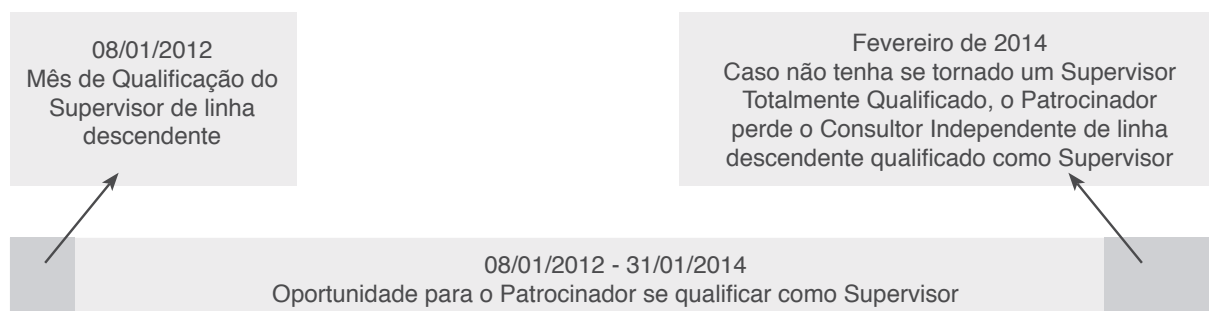 08/01/2012
Mês de Qualificação do
Supervisor de linha
descendente
Fevereiro de 2014
Caso não tenha se tornado um Supervisor
Totalmente Qualificado, o Patrocinador
perde o Consultor Independente de linha
descendente qualificado como Supervisor
08/01/2012 - 31/01/2014
Oportunidade para o Patrocinador se qualificar como Supervisor